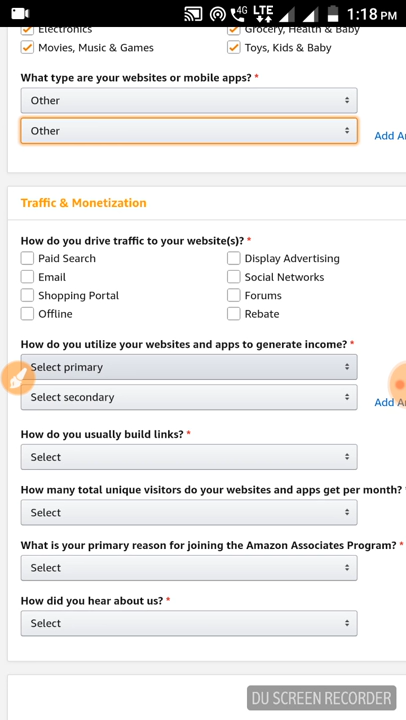 4G LTE 1:18 PM
Electronics Grocery, Health & Baby
Movies, Music & Games Toys, Kids & Baby
What type are your websites or mobile apps? *
Other
Other Add An
Traffic & Monetization
How do you drive traffic to your website(s)? *
Paid Search Display Advertising
Email Social Networks
Shopping Portal Forums
Offline Rebate
How do you utilize your websites and apps to generate income? *
Select primary
Select secondary Add An
How do you usually build links? *
Select
How many total unique visitors do your websites and apps get per month? *
Select
What is your primary reason for joining the Amazon Associates Program? *
Select
How did you hear about us? *
Select
DU SCREEN RECORDER